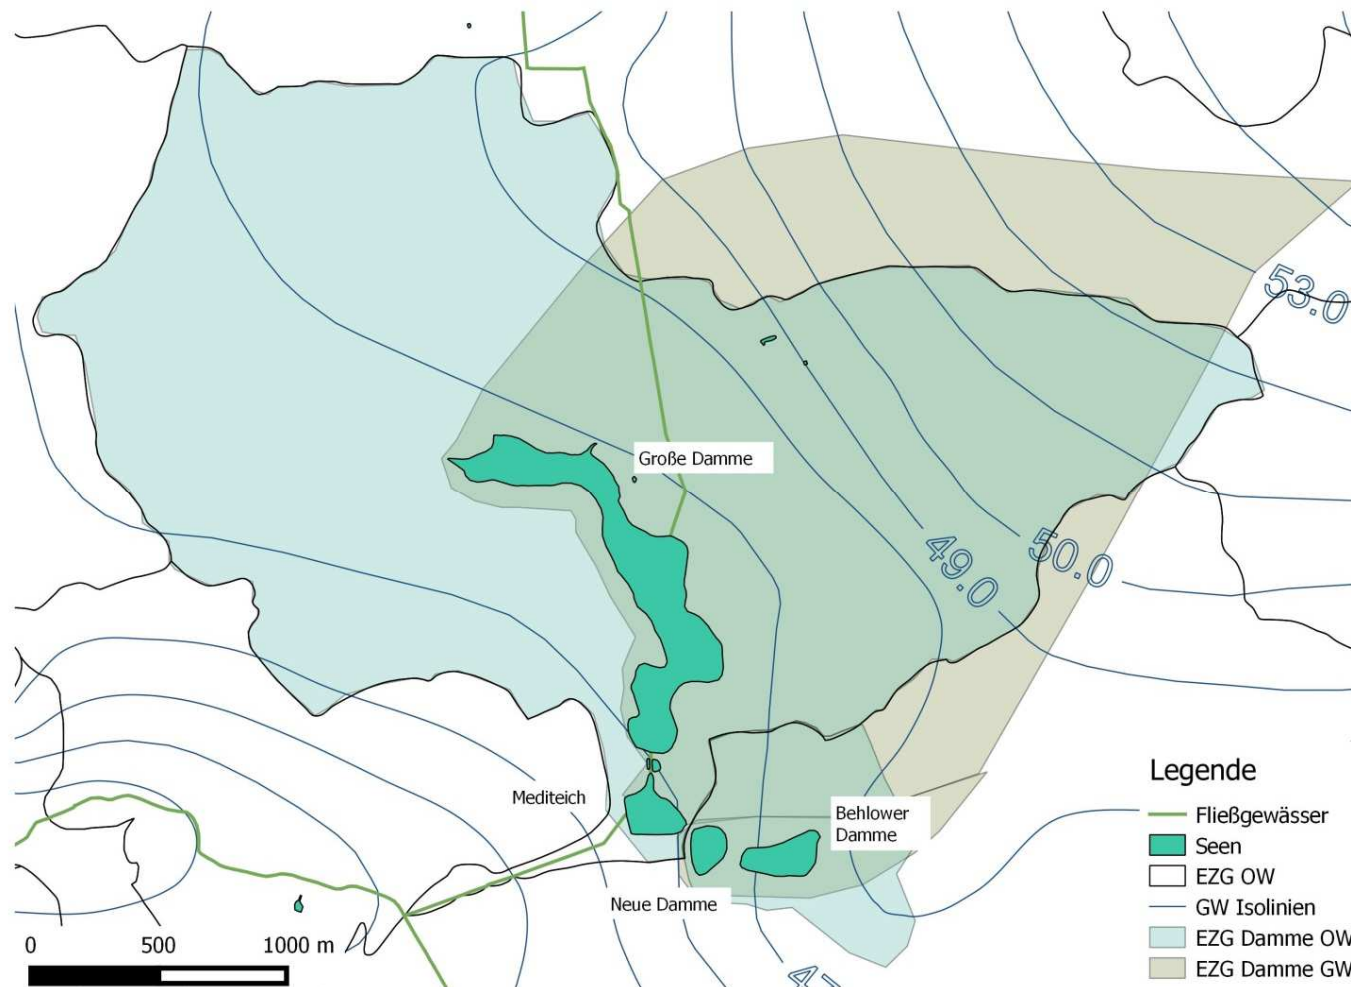 53.0
Große Damme
49.0
50.0
Mediteich
Behlower
Damme
Neue Damme
47
Legende
Fließgewässer
Seen
EZG OW
GW Isolinien
EZG Damme OW
EZG Damme GW
0 500 1000 m